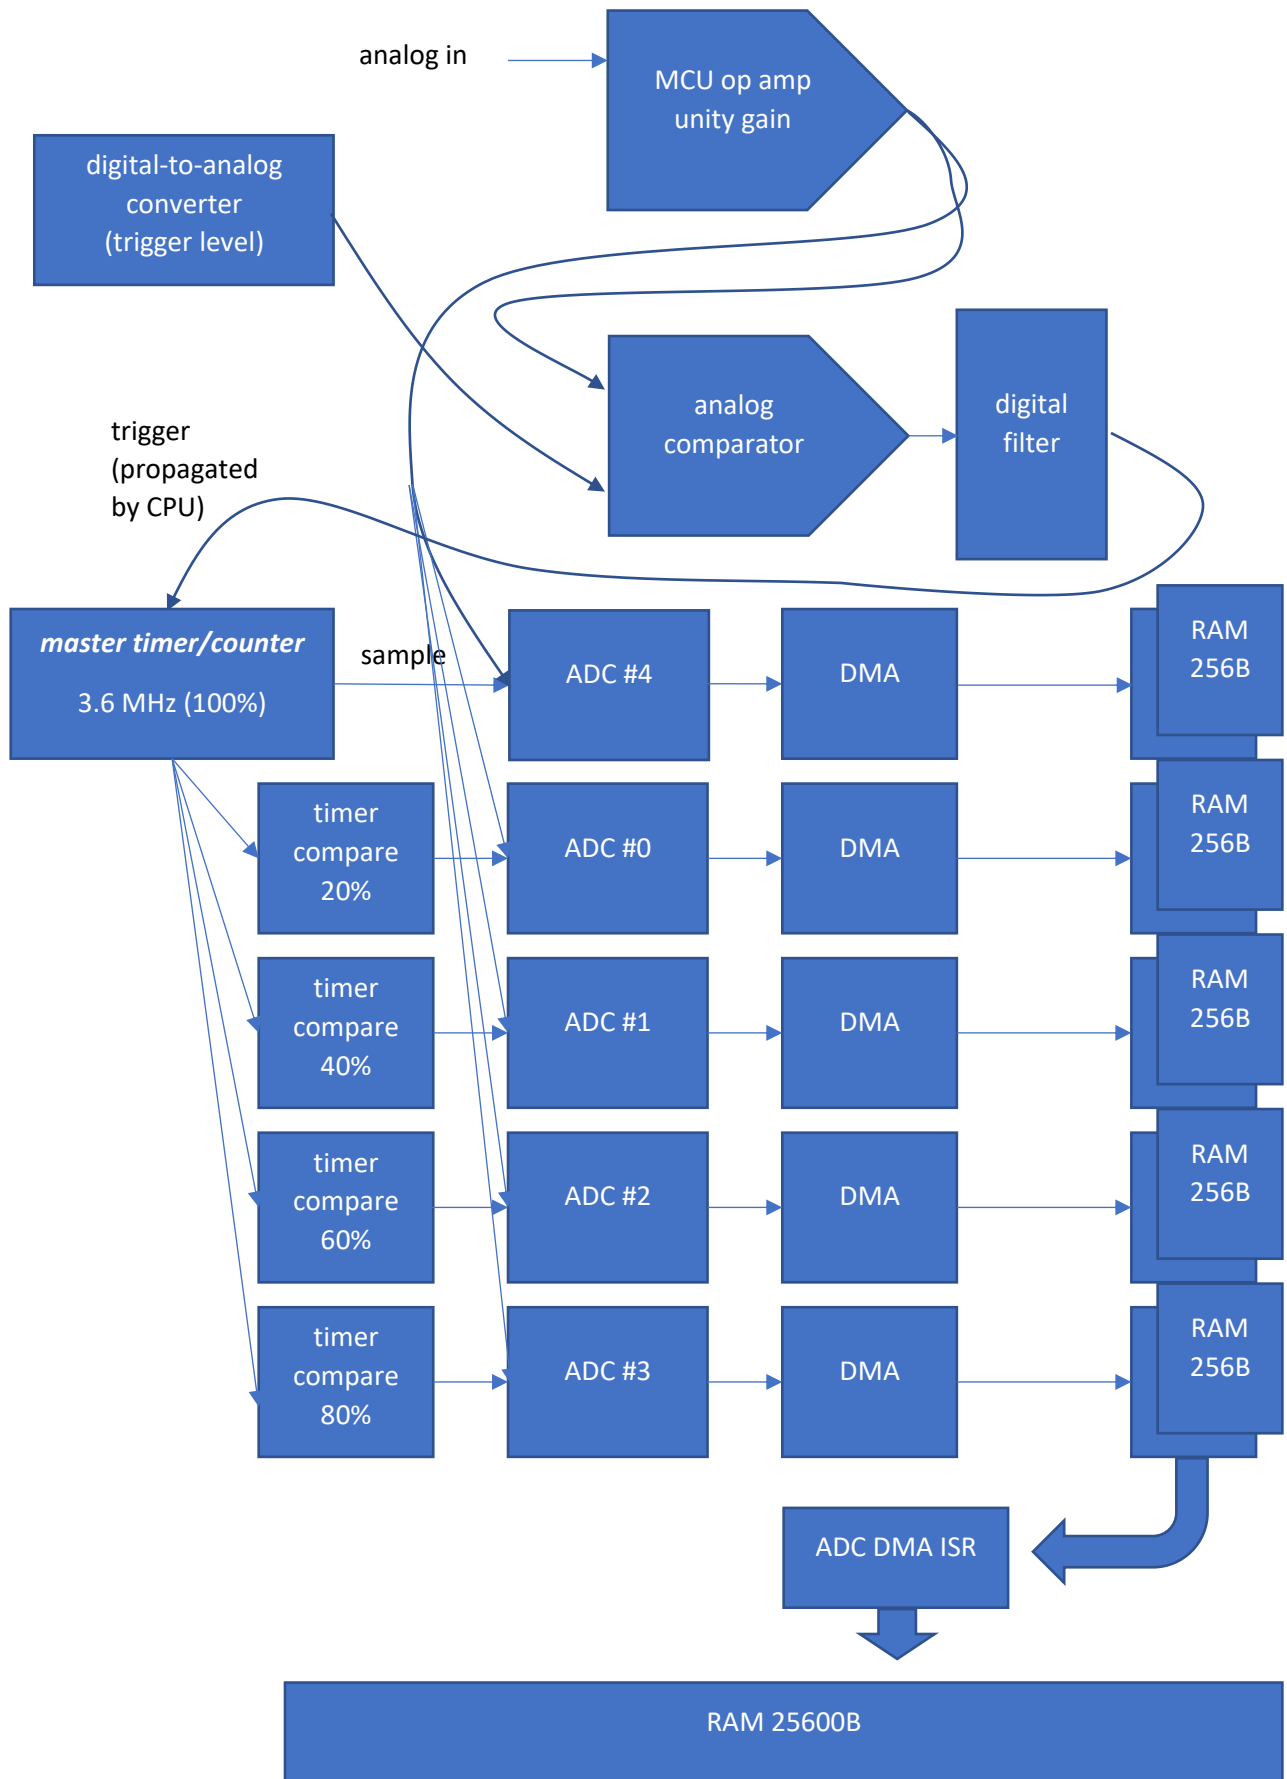 analog in
MCU op amp
unity gain
digital-to-analog
converter
(trigger level)
analog
comparator
digital
filter
trigger
(propagated
by CPU)
master timer/counter
3.6 MHz (100%)
sample
ADC #4
DMA
RAM
256B
timer
compare
20%
ADC #0
DMA
RAM
256B
timer
compare
40%
ADC #1
DMA
RAM
256B
timer
compare
60%
ADC #2
DMA
RAM
256B
timer
compare
80%
ADC #3
DMA
RAM
256B
ADC DMA ISR
RAM 25600B